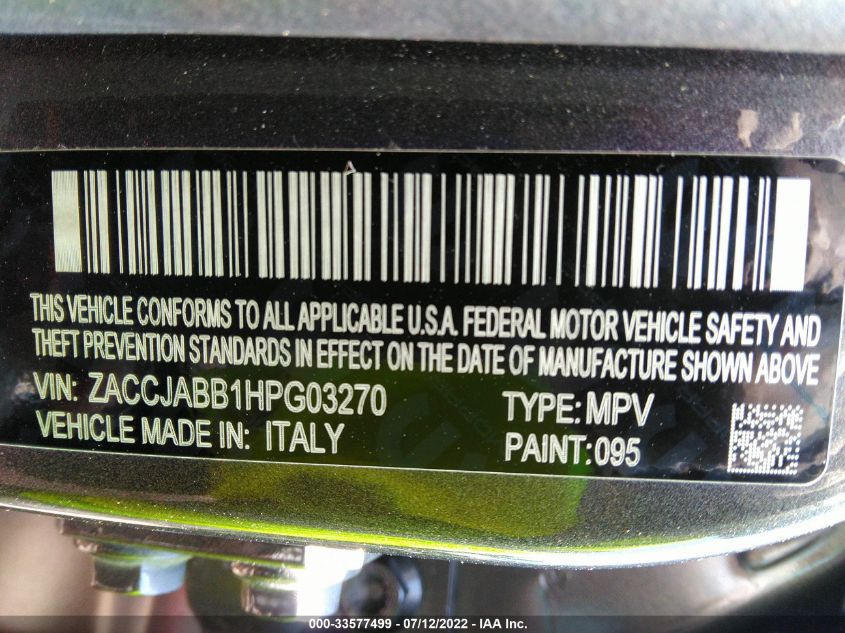 THIS VEHICLE CONFORMS TO ALL APPLICABLE U.S.A. FEDERAL MOTOR VEHICLE SAFETY AND
THEFT PREVENTION STANDARDS IN EFFECT ON THE DATE OF MANUFACTURE SHOWN ABOVE
VIN: ZACCJABB1HPG03270 TYPE: MPV
VEHICLE MADE IN: ITALY PAINT: 095
000-33577499 - 07/12/2022 - IAA Inc.